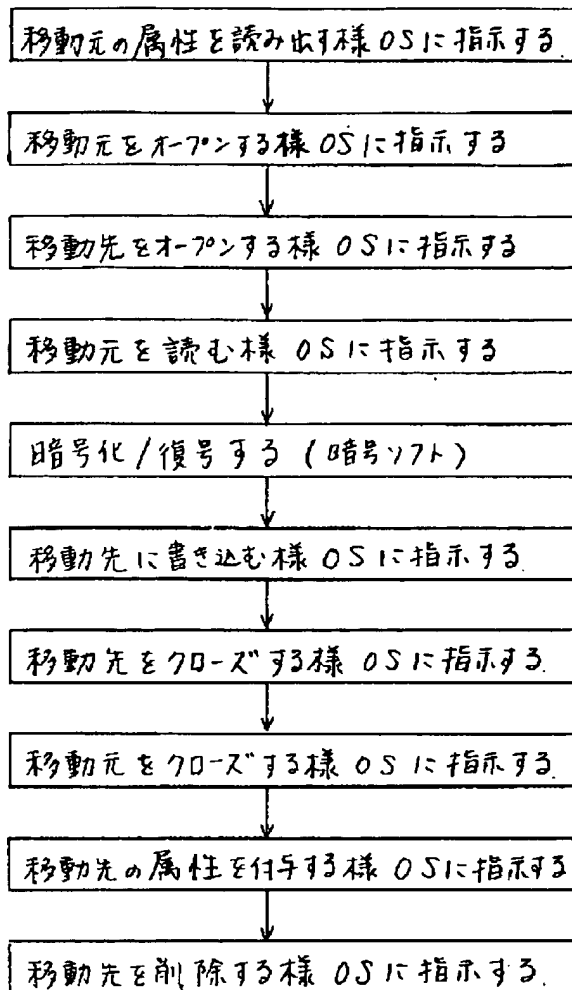 移動元の属性を読み出す様OSに指示する.
移動元をオープンする様OSに指示する
移動先をオープンする様OSに指示する
移動元を読む様OSに指示する
暗号化/復号する(暗号ソフト)
移動先に書き込む様OSに指示する.
移動先をクローズする様OSに指示する.
移動元をクローズする様OSに指示する.
移動先の属性を付与する様OSに指示する
移動先を削除する様OSに指示する.